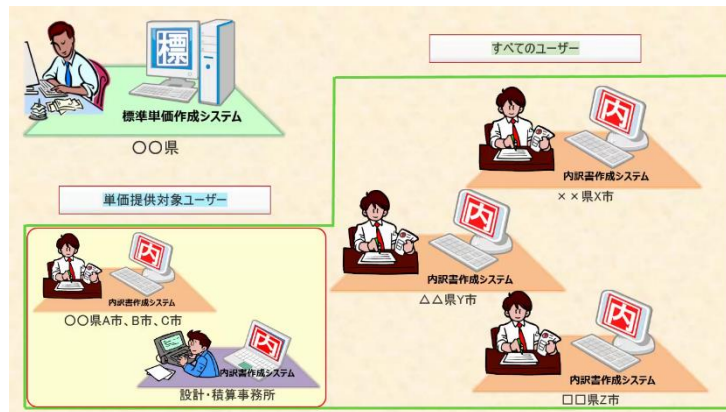 標
標準単価作成システム
〇〇県
すべてのユーザー
内
内訳書作成システム
××県X市
単価提供対象ユーザー
内
内訳書作成システム
△△県Y市
内
内訳書作成システム
〇〇県A市、B市、C市
内
内訳書作成システム
設計・積算事務所
内
内訳書作成システム
□□県Z市